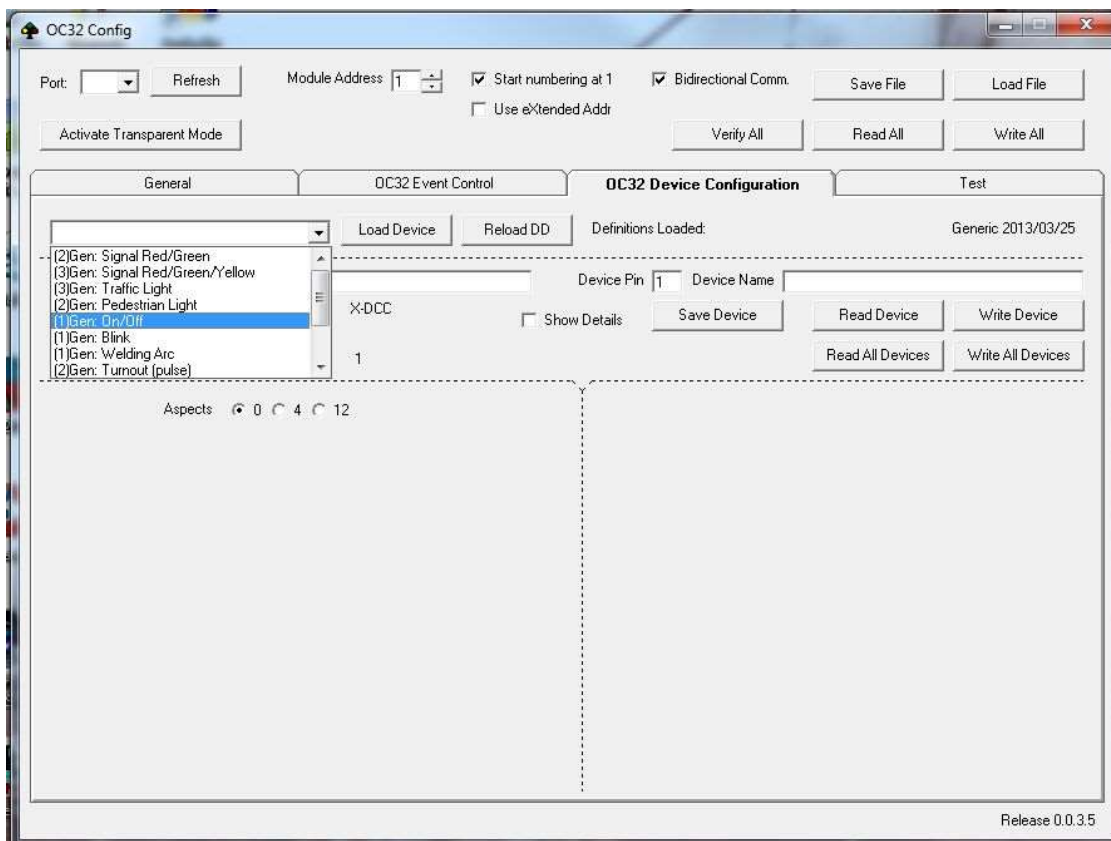 OC32 Config
Port: Refresh Module Address 1 Start numbering at 1 Bidirectional Comm. Save File Load File
Use eXtended Addr
Activate Transparent Mode Verify All Read All Write All
General OC32 Event Control OC32 Device Configuration Test
Load Device Reload DD Definitions Loaded: Generic 2013/03/25
(2)Gen: Signal Red/Green
(3)Gen: Signal Red/Green/Yellow
(3)Gen: Traffic Light
(2)Gen: Pedestrian Light
(1)Gen: On/Off
(1)Gen: Blink
(1)Gen: Welding Arc
(2)Gen: Turnout (pulse)
Device Pin 1 Device Name
X-DCC Show Details Save Device Read Device Write Device
1 Read All Devices Write All Devices
Aspects 0 4 12
Release 0.0.3.5